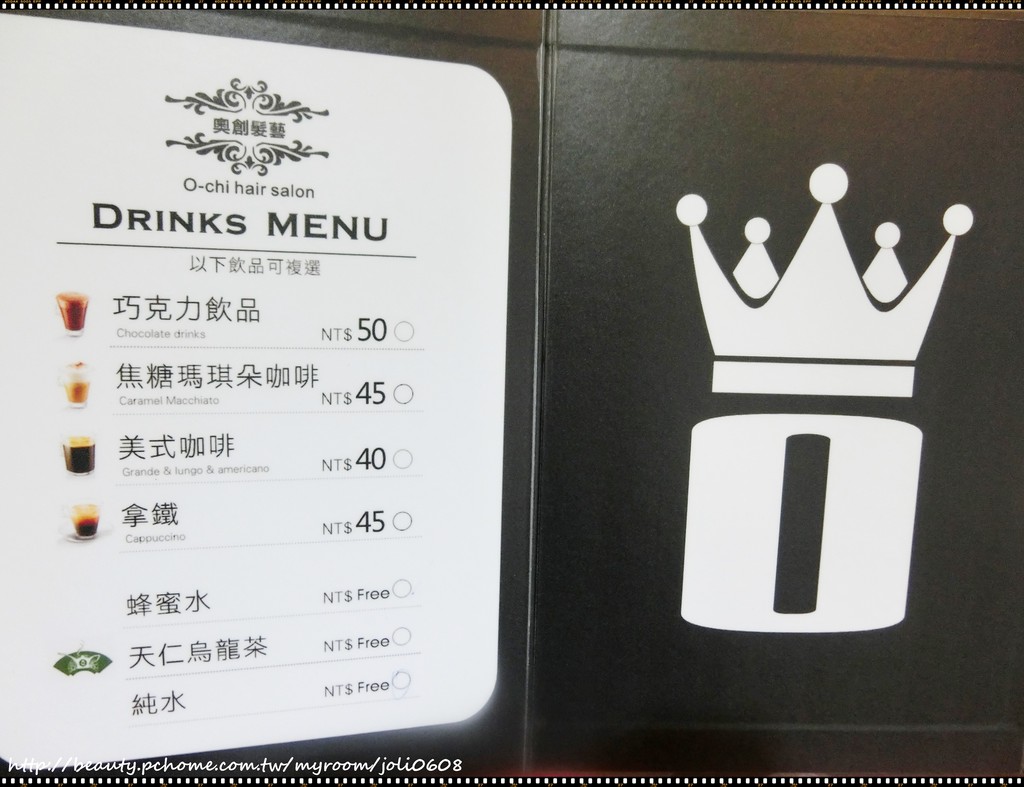 奧創髮藝
O-chi hair salon
DRINKS MENU
以下飲品可複選
巧克力飲品
Chocolate drinks
NT$ 50
焦糖瑪琪朵咖啡
Caramel Macchiato
NT$ 45
美式咖啡
Grande & lungo & americano
NT$ 40
拿鐵
Cappuccino
NT$ 45
蜂蜜水
NT$ Free
天仁烏龍茶
NT$ Free
純水
NT$ Free
http://beauty.pchome.com.tw/myroom/joli0608